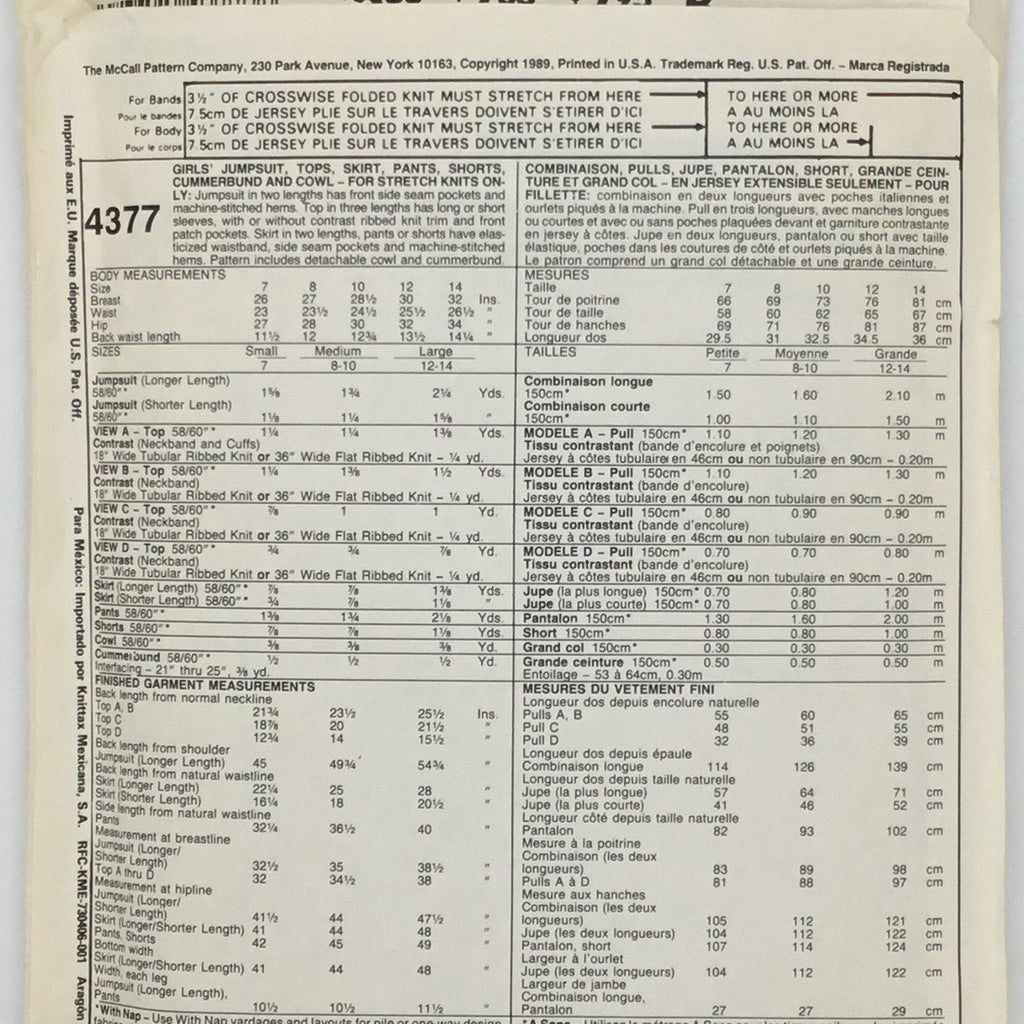 The McCall Pattern Company, 230 Park Avenue, New York 10163, Copyright 1989, Printed in U.S.A. Trademark Reg. U.S. Pat. Off. – Marca Registrada
For Bands 3½" OF CROSSWISE FOLDED KNIT MUST STRETCH FROM HERE TO HERE OR MORE
Pour le bandes 7.5cm DE JERSEY PLIE SUR LE TRAVERS DOIVENT S'ETIRER D'ICI A AU MOINS LA
For Body 3½" OF CROSSWISE FOLDED KNIT MUST STRETCH FROM HERE TO HERE OR MORE
Pour le corps 7.5cm DE JERSEY PLIE SUR LE TRAVERS DOIVENT S'ETIRER D'ICI A AU MOINS LA
Imprimé aux E.U. Marque déposée U.S. Pat. Off.
Para México: Importado por Knittax Mexicana, S.A. RFC-KME-730406-001 Aragón
4377
GIRLS' JUMPSUIT, TOPS, SKIRT, PANTS, SHORTS,
CUMMERBUND AND COWL – FOR STRETCH KNITS ON-
LY: Jumpsuit in two lengths has front side seam pockets and
machine-stitched hems. Top in three lengths has long or short
sleeves, with or without contrast ribbed knit trim and front
patch pockets. Skirt in two lengths, pants or shorts have elas-
ticized waistband, side seam pockets and machine-stitched
hems. Pattern includes detachable cowl and cummerbund.
BODY MEASUREMENTS
Size 7 8 10 12 14
Breast 26 27 28½ 30 32 Ins.
Waist 23 23½ 24½ 25½ 26½ "
Hip 27 28 30 32 34 "
Back waist length 11½ 12 12¾ 13½ 14¼ "
SIZES Small Medium Large
7 8-10 12-14
Jumpsuit (Longer Length)
58/60"* 1⅝ 1¾ 2¼ Yds.
Jumpsuit (Shorter Length)
58/60"* 1⅛ 1¼ 1⅝ "
VIEW A – Top 58/60"* 1¼ 1¼ 1⅜ Yds.
Contrast (Neckband and Cuffs)
18" Wide Tubular Ribbed Knit or 36" Wide Flat Ribbed Knit – ¼ yd.
VIEW B – Top 58/60"* 1¼ 1⅜ 1½ Yds.
Contrast (Neckband)
18" Wide Tubular Ribbed Knit or 36" Wide Flat Ribbed Knit – ¼ yd.
VIEW C – Top 58/60"* ⅞ 1 1 Yd.
Contrast (Neckband)
18" Wide Tubular Ribbed Knit or 36" Wide Flat Ribbed Knit – ¼ yd.
VIEW D – Top 58/60"* ¾ ¾ ⅞ Yd.
Contrast (Neckband)
18" Wide Tubular Ribbed Knit or 36" Wide Flat Ribbed Knit – ¼ yd.
Skirt (Longer Length) 58/60"* ⅞ ⅞ 1⅜ Yds.
Skirt (Shorter Length) 58/60"* ¾ ⅞ 1⅛ "
Pants 58/60"* 1⅜ 1¾ 2⅛ Yds.
Shorts 58/60"* ⅞ ⅞ 1⅛ Yds.
Cowl 58/60"* ⅜ ⅜ ⅜ Yd.
Cummerbund 58/60"* ½ ½ ½ Yd.
Interfacing – 21" thru 25", ⅜ yd.
FINISHED GARMENT MEASUREMENTS
Back length from normal neckline
Top A, B 21¾ 23½ 25½ Ins.
Top C 18⅞ 20 21½ "
Top D 12¾ 14 15½ "
Back length from shoulder
Jumpsuit (Longer Length) 45 49¾ 54¾ "
Back length from natural waistline
Skirt (Longer Length) 22¼ 25 28 "
Skirt (Shorter Length) 16¼ 18 20½ "
Side length from natural waistline
Pants 32¼ 36½ 40 "
Measurement at breastline
Jumpsuit (Longer/
Shorter Length) 32½ 35 38½ "
Top A thru D 32 34½ 38 "
Measurement at hipline
Jumpsuit (Longer/
Shorter Length) 41½ 44 47½ "
Skirt (Longer/Shorter Length) 41 44 48 "
Pants, Shorts 42 45 49 "
Bottom width
Skirt (Longer/Shorter Length) 41 44 48 "
Width, each leg
Jumpsuit (Longer Length),
Pants 10½ 10½ 11½ "
*With Nap – Use With Nap yardages and layouts for pile or one-way design
COMBINAISON, PULLS, JUPE, PANTALON, SHORT, GRANDE CEIN-
TURE ET GRAND COL – EN JERSEY EXTENSIBLE SEULEMENT – POUR
FILLETTE: combinaison en deux longueurs avec poches italiennes et
ourlets piqués à la machine. Pull en trois longueurs, avec manches longues
ou courtes et avec ou sans poches plaquées devant et garniture contrastante
en jersey à côtes. Jupe en deux longueurs, pantalon ou short avec taille
élastique, poches dans les coutures de côté et ourlets piqués à la machine.
Le patron comprend un grand col détachable et une grande ceinture.
MESURES
Taille 7 8 10 12 14
Tour de poitrine 66 69 73 76 81 cm
Tour de taille 58 60 62 65 67 cm
Tour de hanches 69 71 76 81 87 cm
Longueur dos 29.5 31 32.5 34.5 36 cm
TAILLES Petite Moyenne Grande
7 8-10 12-14
Combinaison longue
150cm* 1.50 1.60 2.10 m
Combinaison courte
150cm* 1.00 1.10 1.50 m
MODELE A – Pull 150cm* 1.10 1.20 1.30 m
Tissu contrastant (bande d'encolure et poignets)
Jersey à côtes tubulaire en 46cm ou non tubulaire en 90cm – 0.20m
MODELE B – Pull 150cm* 1.10 1.20 1.30 m
Tissu contrastant (bande d'encolure)
Jersey à côtes tubulaire en 46cm ou non tubulaire en 90cm – 0.20m
MODELE C – Pull 150cm* 0.80 0.90 0.90 m
Tissu contrastant (bande d'encolure)
Jersey à côtes tubulaire en 46cm ou non tubulaire en 90cm – 0.20m
MODELE D – Pull 150cm* 0.70 0.70 0.80 m
Tissu contrastant (bande d'encolure)
Jersey à côtes tubulaire en 46cm ou non tubulaire en 90cm – 0.20m
Jupe (la plus longue) 150cm* 0.70 0.80 1.20 m
Jupe (la plus courte) 150cm* 0.70 0.80 1.00 m
Pantalon 150cm* 1.30 1.60 2.00 m
Short 150cm* 0.80 0.80 1.00 m
Grand col 150cm* 0.30 0.30 0.30 m
Grande ceinture 150cm* 0.50 0.50 0.50 m
Entoilage – 53 à 64cm, 0.30m
MESURES DU VETEMENT FINI
Longueur dos depuis encolure naturelle
Pulls A, B 55 60 65 cm
Pull C 48 51 55 cm
Pull D 32 36 39 cm
Longueur dos depuis épaule
Combinaison longue 114 126 139 cm
Longueur dos depuis taille naturelle
Jupe (la plus longue) 57 64 71 cm
Jupe (la plus courte) 41 46 52 cm
Longueur côté depuis taille naturelle
Pantalon 82 93 102 cm
Mesure à la poitrine
Combinaison (les deux
longueurs) 83 89 98 cm
Pulls A à D 81 88 97 cm
Mesure aux hanches
Combinaison (les deux
longueurs) 105 112 121 cm
Jupe (les deux longueurs) 104 112 122 cm
Pantalon, short 107 114 124 cm
Largeur à l'ourlet
Jupe (les deux longueurs) 104 112 122 cm
Largeur de jambe
Combinaison longue,
Pantalon 27 27 29 cm